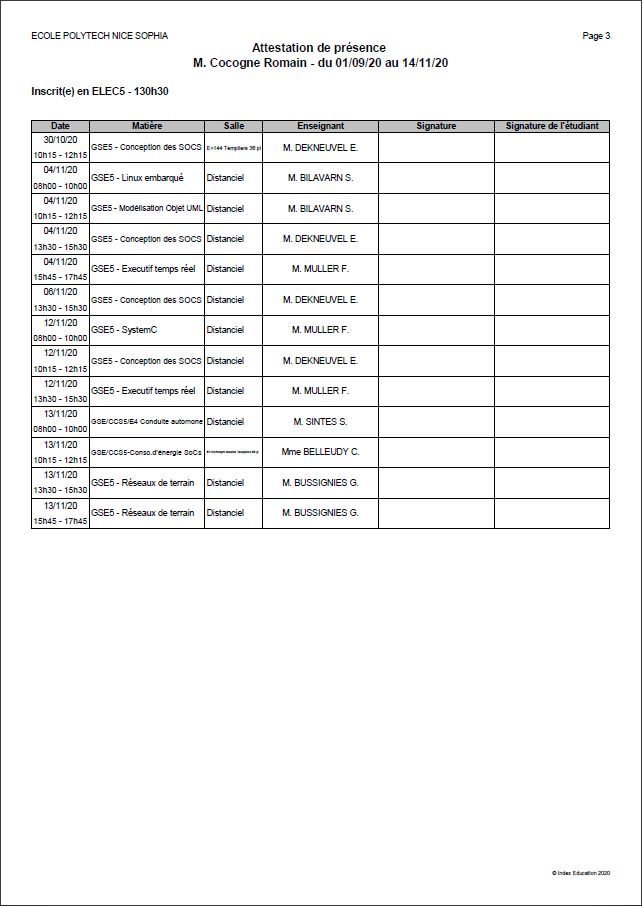 ECOLE POLYTECH NICE SOPHIA Page 3
Attestation de présence
M. Cocogne Romain - du 01/09/20 au 14/11/20
Inscrit(e) en ELEC5 - 130h30
Date Matière Salle Enseignant Signature Signature de l'étudiant
30/10/20
10h15 - 12h15 GSE5 - Conception des SOCS E+144 Templiers 36 pl M. DEKNEUVEL E.
04/11/20
08h00 - 10h00 GSE5 - Linux embarqué Distanciel M. BILAVARN S.
04/11/20
10h15 - 12h15 GSE5 - Modélisation Objet UML Distanciel M. BILAVARN S.
04/11/20
13h30 - 15h30 GSE5 - Conception des SOCS Distanciel M. DEKNEUVEL E.
04/11/20
15h45 - 17h45 GSE5 - Executif temps réel Distanciel M. MULLER F.
06/11/20
13h30 - 15h30 GSE5 - Conception des SOCS Distanciel M. DEKNEUVEL E.
12/11/20
08h00 - 10h00 GSE5 - SystemC Distanciel M. MULLER F.
12/11/20
10h15 - 12h15 GSE5 - Conception des SOCS Distanciel M. DEKNEUVEL E.
12/11/20
13h30 - 15h30 GSE5 - Executif temps réel Distanciel M. MULLER F.
13/11/20
08h00 - 10h00 GSE/CCS5/E4 Conduite automone Distanciel M. SINTES S.
13/11/20
10h15 - 12h15 GSE/CCS5-Conso.d'énergie SoCs Mme BELLEUDY C.
13/11/20
13h30 - 15h30 GSE5 - Réseaux de terrain Distanciel M. BUSSIGNIES G.
13/11/20
15h45 - 17h45 GSE5 - Réseaux de terrain Distanciel M. BUSSIGNIES G.
© Index Education 2020